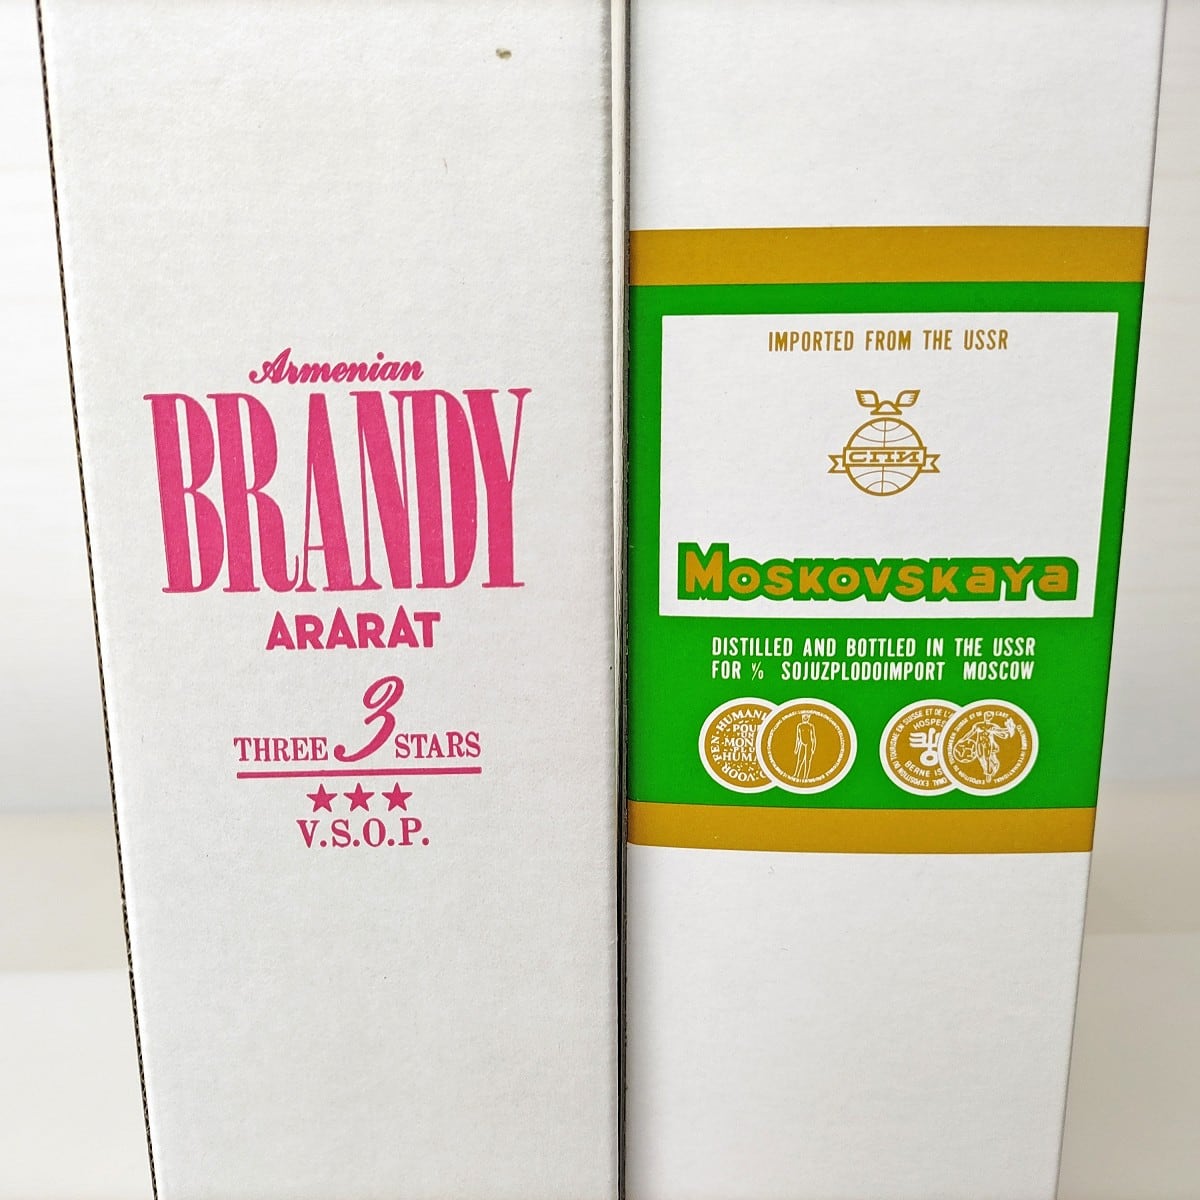 Armenian
BRANDY
ARARAT
THREE 3 STARS
V.S.O.P.
IMPORTED FROM THE USSR
СПИ
MOSKOVSKAYA
DISTILLED AND BOTTLED IN THE USSR
FOR % SOJUZPLODOIMPORT MOSCOW